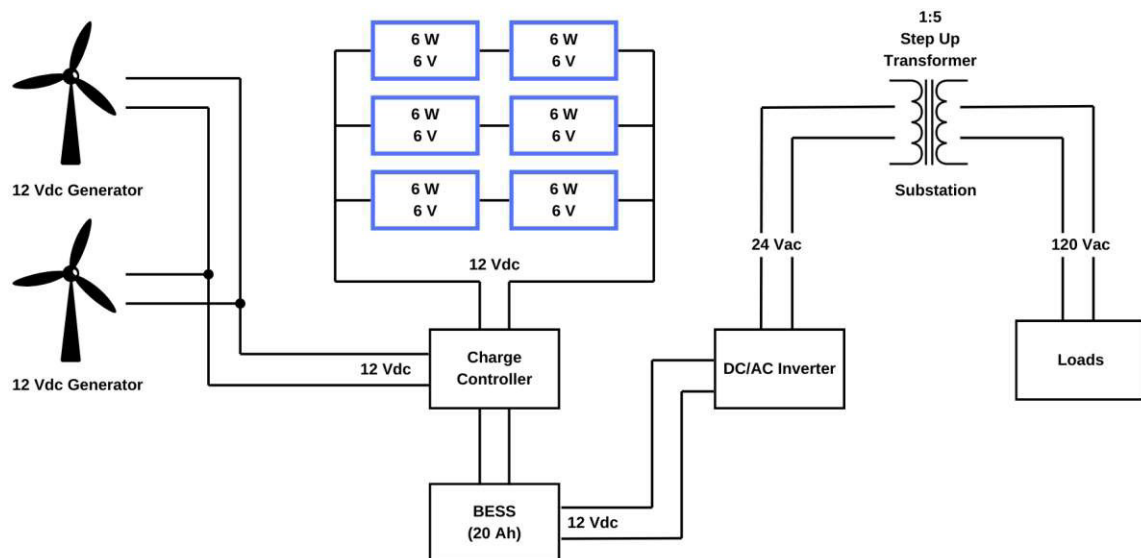 1:5
Step Up
Transformer
6 W
6 V
6 W
6 V
6 W
6 V
6 W
6 V
6 W
6 V
6 W
6 V
12 Vdc Generator
Substation
24 Vac
120 Vac
12 Vdc
12 Vdc Generator
12 Vdc
Charge
Controller
DC/AC Inverter
Loads
BESS
(20 Ah)
12 Vdc